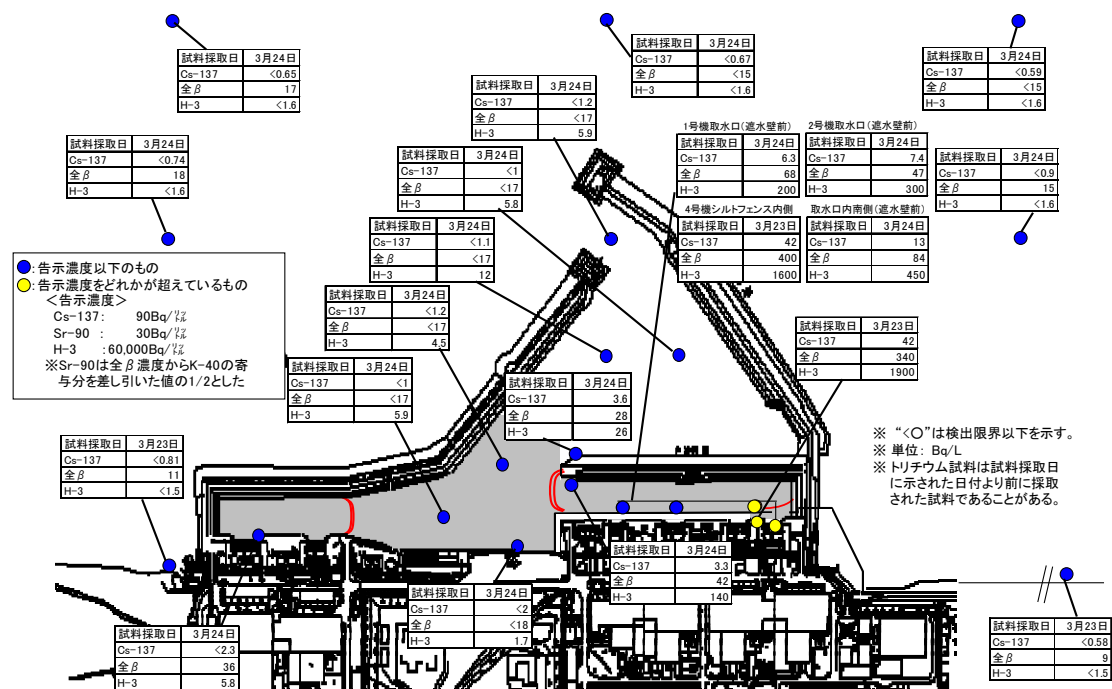 試料採取日 3月24日
Cs-137 <0.65
全β 17
H-3 <1.6
試料採取日 3月24日
Cs-137 <0.67
全β <15
H-3 <1.6
試料採取日 3月24日
Cs-137 <0.59
全β <15
H-3 <1.6
試料採取日 3月24日
Cs-137 <1.2
全β <17
H-3 5.9
試料採取日 3月24日
Cs-137 <0.74
全β 18
H-3 <1.6
試料採取日 3月24日
Cs-137 <1
全β <17
H-3 5.8
1号機取水口(遮水壁前)
試料採取日 3月24日
Cs-137 6.3
全β 68
H-3 200
2号機取水口(遮水壁前)
試料採取日 3月24日
Cs-137 7.4
全β 47
H-3 300
試料採取日 3月24日
Cs-137 <0.9
全β 15
H-3 <1.6
4号機シルトフェンス内側
試料採取日 3月23日
Cs-137 42
全β 400
H-3 1600
取水口内南側(遮水壁前)
試料採取日 3月24日
Cs-137 13
全β 84
H-3 450
試料採取日 3月24日
Cs-137 <1.1
全β <17
H-3 12
●:告示濃度以下のもの
●:告示濃度をどれかが超えているもの
<告示濃度>
Cs-137: 90Bq/㍑
Sr-90 : 30Bq/㍑
H-3 :60,000Bq/㍑
※Sr-90は全β濃度からK-40の寄
与分を差し引いた値の1/2とした
試料採取日 3月24日
Cs-137 <1.2
全β <17
H-3 4.5
試料採取日 3月23日
Cs-137 42
全β 340
H-3 1900
試料採取日 3月24日
Cs-137 <1
全β <17
H-3 5.9
試料採取日 3月24日
Cs-137 3.6
全β 28
H-3 26
※ “<○”は検出限界以下を示す。
※ 単位: Bq/L
※ トリチウム試料は試料採取日
に示された日付より前に採取
された試料であることがある。
試料採取日 3月23日
Cs-137 <0.81
全β 11
H-3 <1.5
試料採取日 3月24日
Cs-137 3.3
全β 42
H-3 140
試料採取日 3月24日
Cs-137 <2
全β <18
H-3 1.7
試料採取日 3月24日
Cs-137 <2.3
全β 36
H-3 5.8
試料採取日 3月23日
Cs-137 <0.58
全β 9
H-3 <1.5